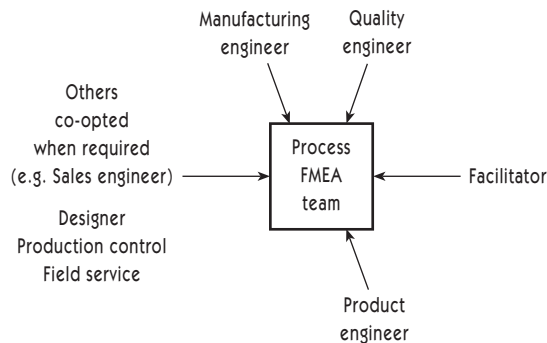 Manufacturing
engineer
Quality
engineer
Others
co-opted
when required
(e.g. Sales engineer)
Designer
Production control
Field service
Process
FMEA
team
Facilitator
Product
engineer